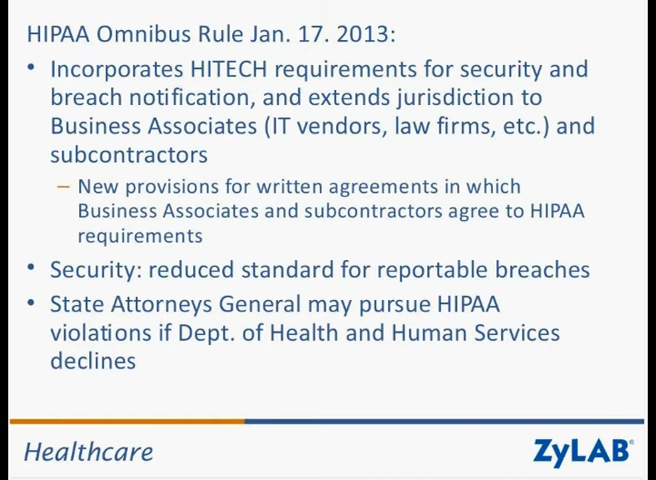 HIPAA Omnibus Rule Jan. 17. 2013:
• Incorporates HITECH requirements for security and
breach notification, and extends jurisdiction to
Business Associates (IT vendors, law firms, etc.) and
subcontractors
– New provisions for written agreements in which
Business Associates and subcontractors agree to HIPAA
requirements
• Security: reduced standard for reportable breaches
• State Attorneys General may pursue HIPAA
violations if Dept. of Health and Human Services
declines
Healthcare
ZyLAB®